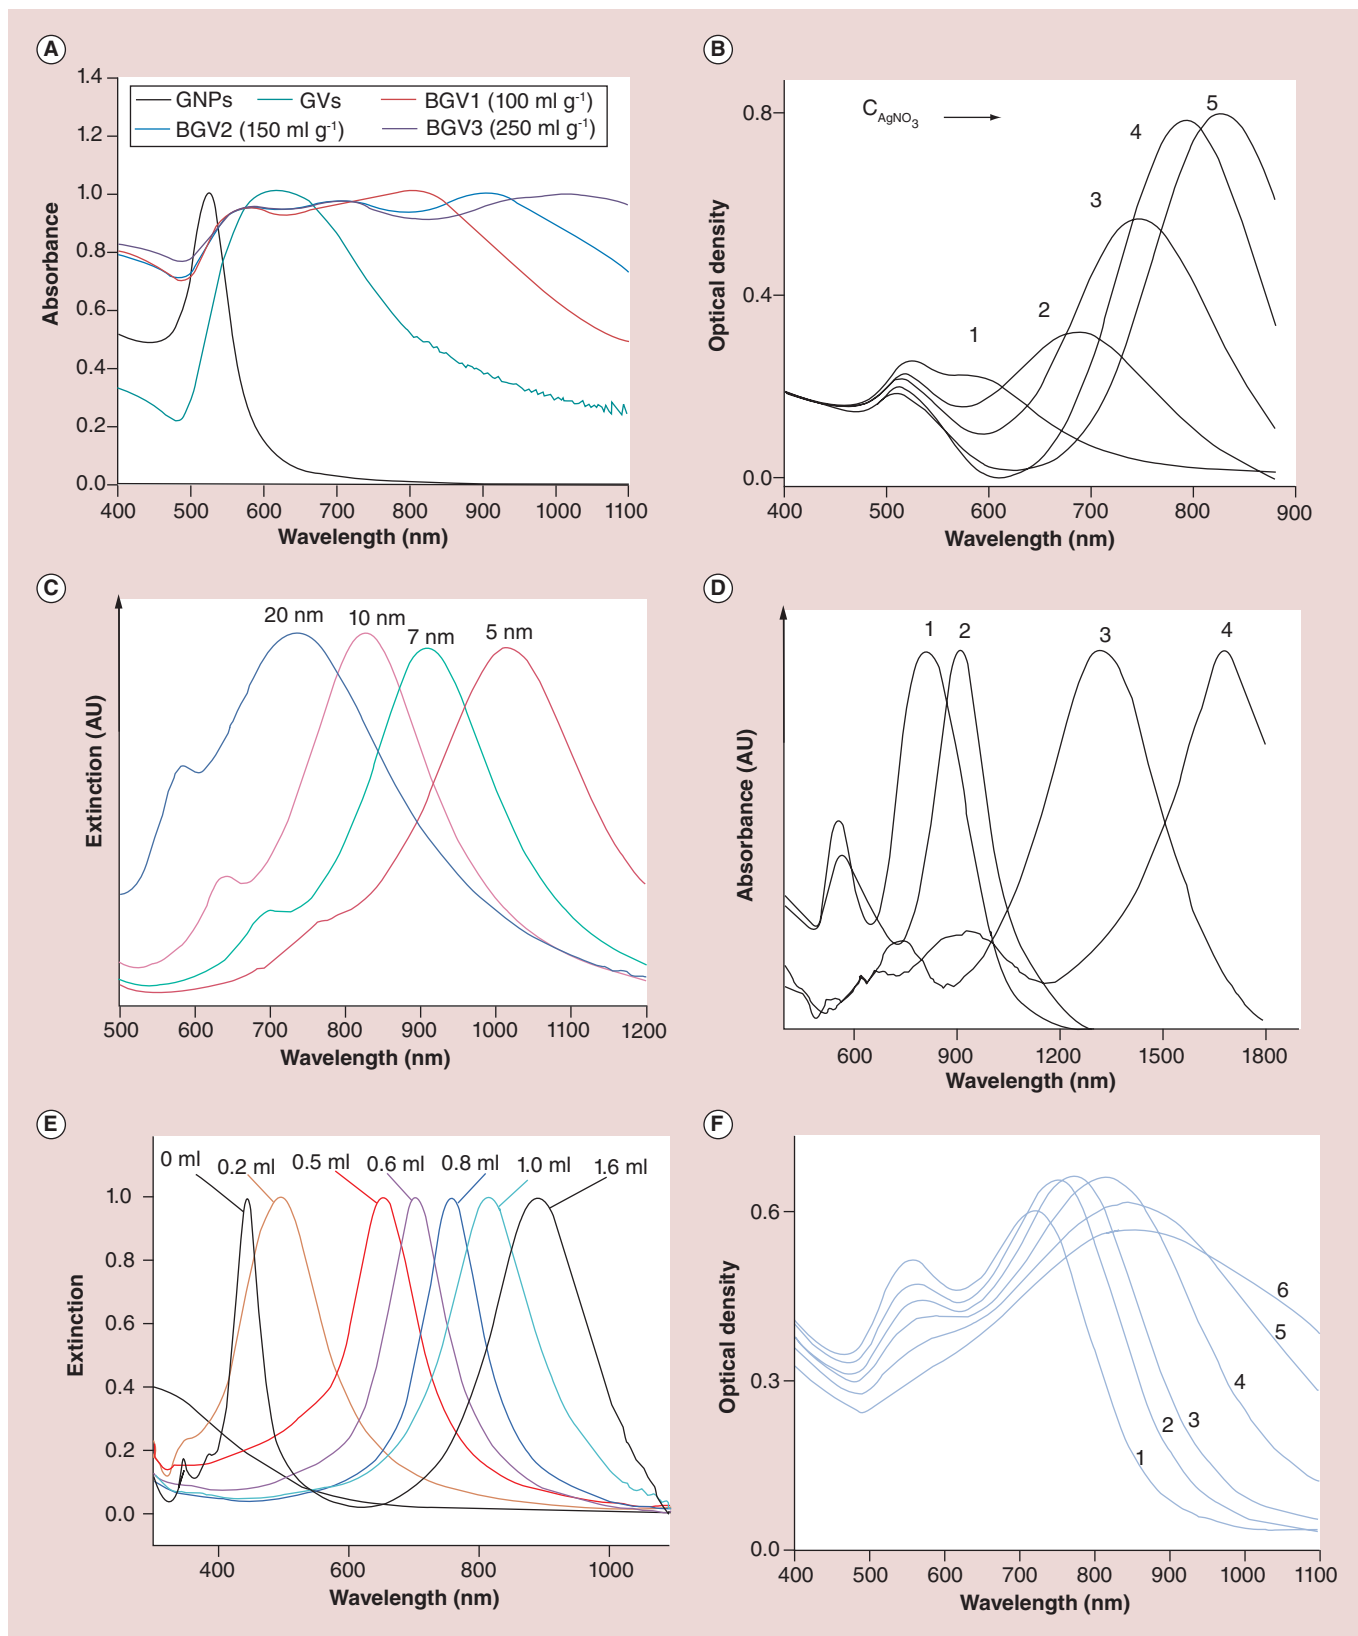 A
1.4
1.2
1.0
0.8
0.6
0.4
0.2
0.0
Absorbance
GNPs GVs BGV1 (100 ml g-1)
BGV2 (150 ml g-1) BGV3 (250 ml g-1)
400 500 600 700 800 900 1000 1100
Wavelength (nm)
B
0.8
0.4
0.0
Optical density
CAgNO3
1 2 3 4 5
400 500 600 700 800 900
Wavelength (nm)
C
Extinction (AU)
20 nm 10 nm 7 nm 5 nm
500 600 700 800 900 1000 1100 1200
Wavelength (nm)
D
Absorbance (AU)
1 2 3 4
600 900 1200 1500 1800
Wavelength (nm)
E
0 ml 0.2 ml 0.5 ml 0.6 ml 0.8 ml 1.0 ml 1.6 ml
1.0
0.8
0.6
0.4
0.2
0.0
Extinction
400 600 800 1000
Wavelength (nm)
F
0.6
0.3
0.0
Optical density
6
5
4
3
2
1
400 500 600 700 800 900 1000 1100
Wavelength (nm)